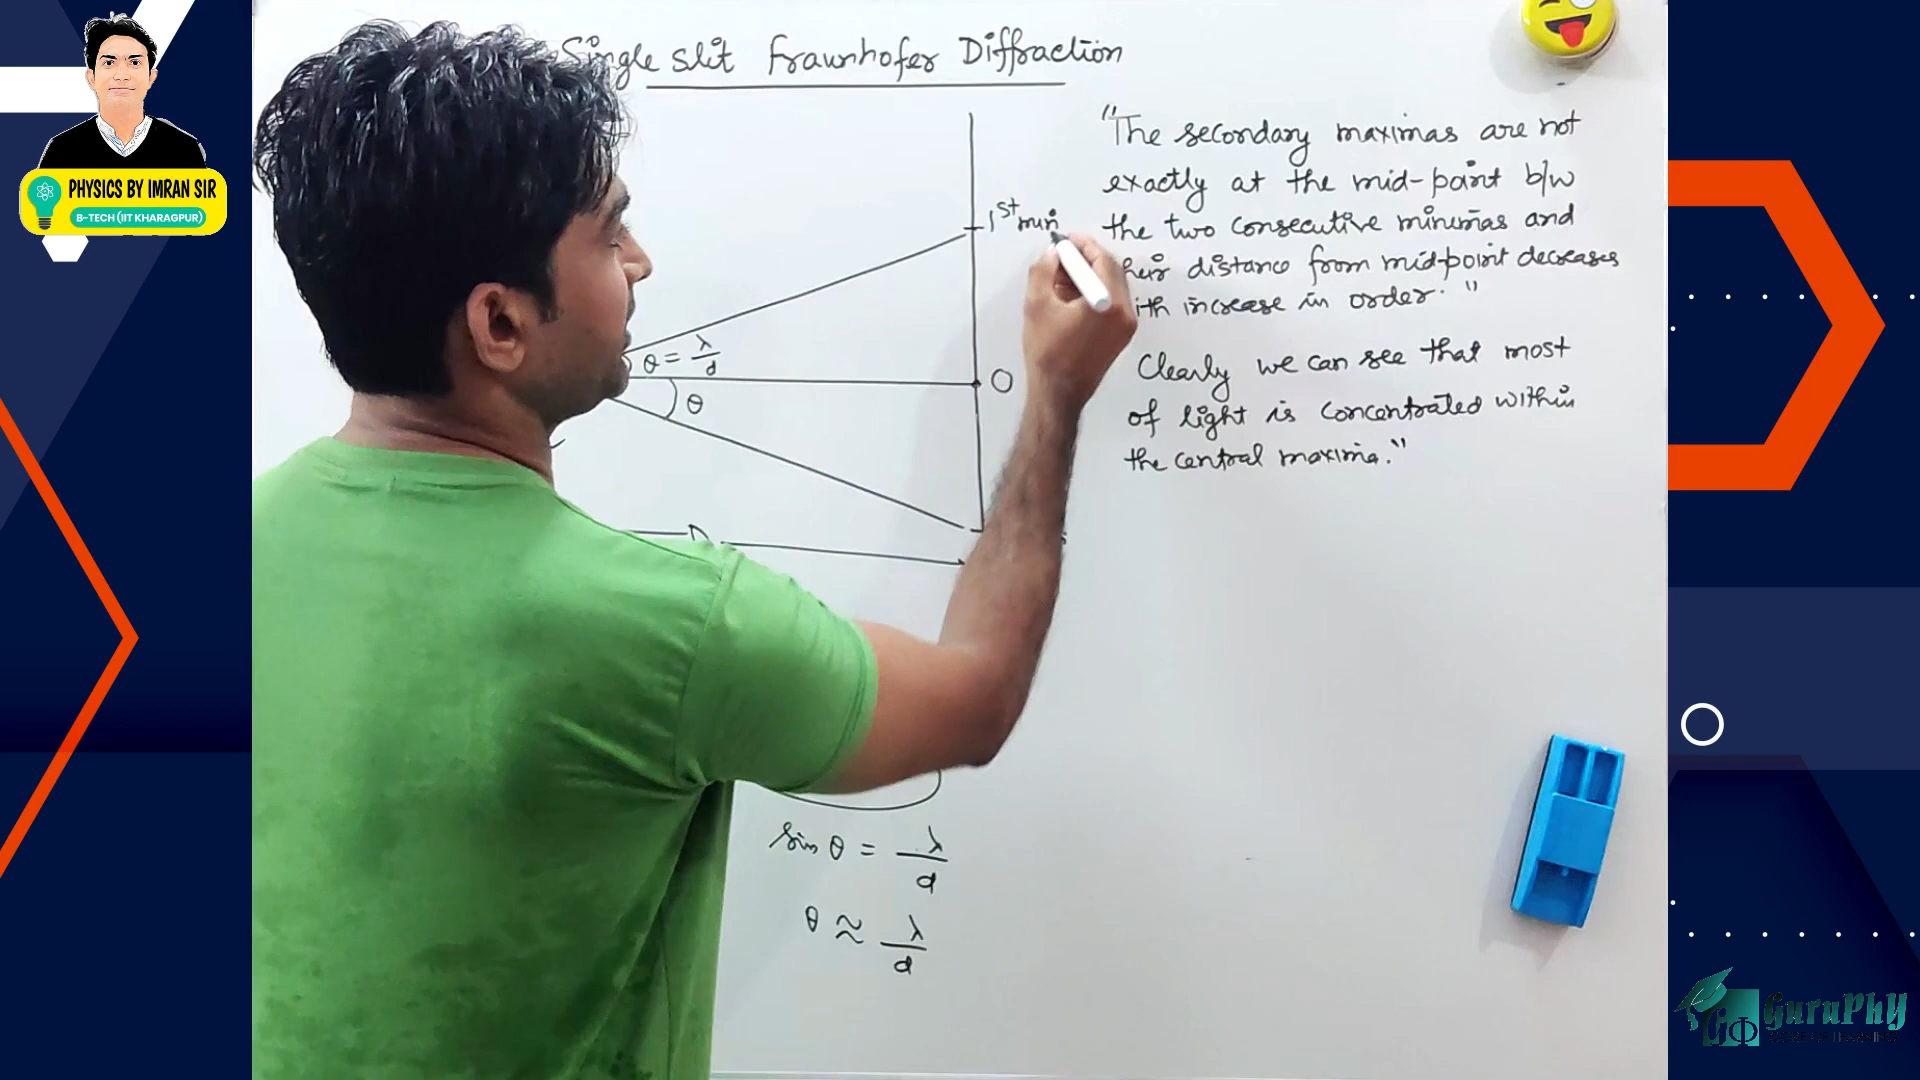 PHYSICS BY IMRAN SIR
B-TECH (IIT KHARAGPUR)
Single slit Fraunhofer Diffraction
1st min
θ = λ/d
θ
O
D
sin θ = λ/d
θ ≈ λ/d
"The secondary maximas are not
exactly at the mid-point b/w
the two consecutive minimas and
their distance from midpoint decreases
with increase in order."
Clearly we can see that most
of light is concentrated within
the central maxima."
GuruPhy